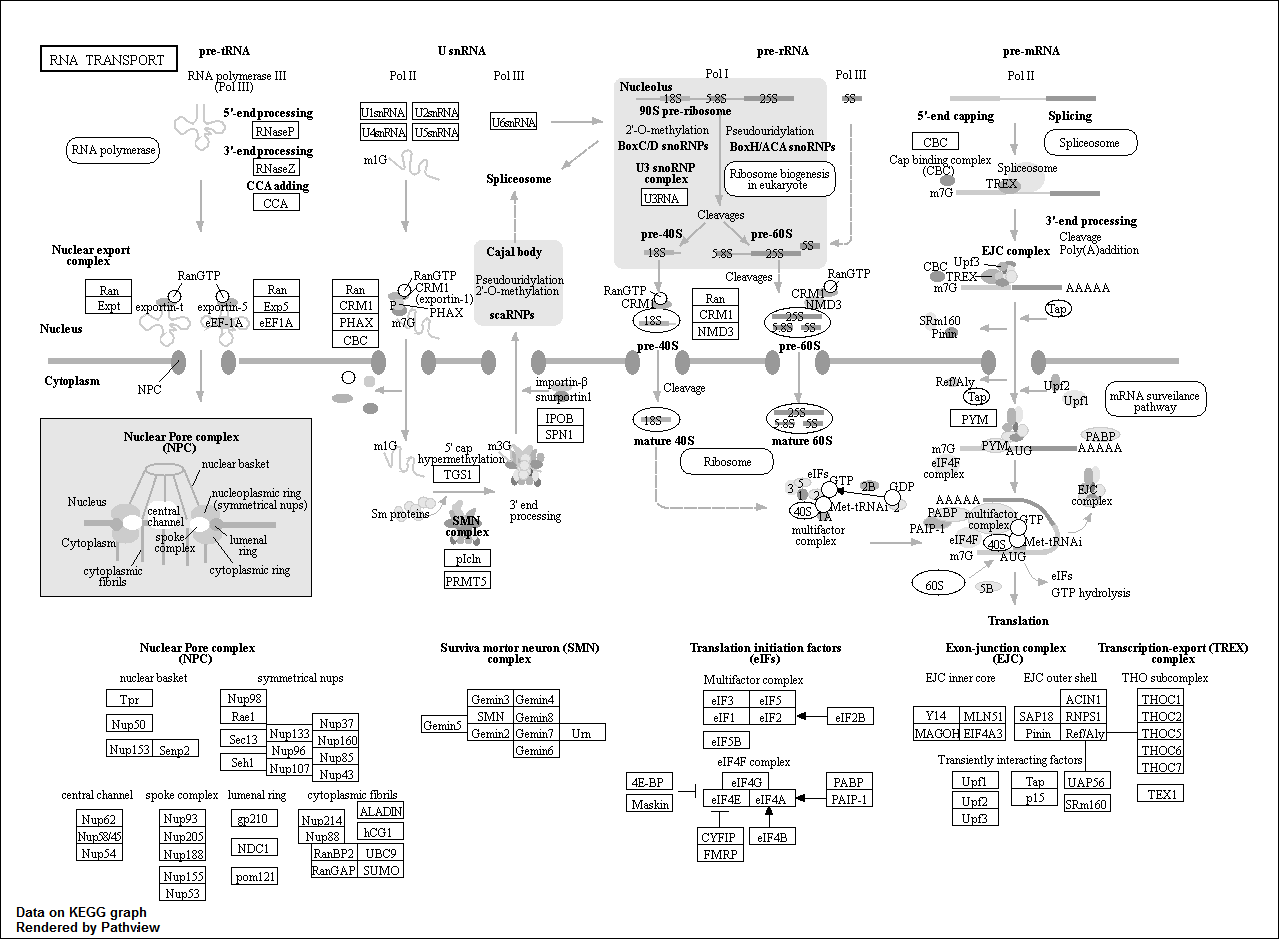 RNA TRANSPORT
pre-tRNA
RNA polymerase III
(Pol III)
5'-end processing
RNaseP
3'-end processing
RNaseZ
CCA adding
CCA
RNA polymerase
Nuclear export
complex
Ran
Expt
RanGTP
exportin-t
exportin-5
eEF-1A
Ran
Exp5
eEF1A
Nucleus
Cytoplasm
NPC
U snRNA
Pol II
Pol III
U1snRNA
U2snRNA
U4snRNA
U5snRNA
U6snRNA
m1G
Spliceosome
Cajal body
Pseudouridylation
2'-O-methylation
scaRNPs
Ran
CRM1
PHAX
CBC
RanGTP
CRM1
(exportin-1)
P
PHAX
m7G
importin-β
snurportin1
IPOB
SPN1
m1G
5' cap
hypermethylation
TGS1
m3G
Sm proteins
3' end
processing
SMN
complex
pIcln
PRMT5
pre-rRNA
Pol I
Pol III
Nucleolus
18S
5.8S
25S
5S
90S pre-ribosome
2'-O-methylation
Pseudouridylation
BoxC/D snoRNPs
BoxH/ACA snoRNPs
U3 snoRNP
complex
U3RNA
Ribosome biogenesis
in eukaryote
Cleavages
pre-40S
pre-60S
18S
5.8S
25S
5S
Cleavages
RanGTP
CRM1
18S
Ran
CRM1
NMD3
RanGTP
CRM1
NMD3
25S
5.8S
5S
pre-40S
pre-60S
Cleavage
18S
25S
5.8S
5S
mature 40S
mature 60S
Ribosome
eIFs
3
5
1
2
GTP
2B
GDP
40S
1A
Met-tRNAi
2
multifactor
complex
pre-mRNA
Pol II
5'-end capping
Splicing
CBC
Spliceosome
Cap binding complex
(CBC)
Spliceosome
TREX
m7G
3'-end processing
Cleavage
Poly(A)addition
EJC complex
CBC
Upf3
TREX
m7G
AAAAA
SRm160
Pinin
Tap
Ref/Aly
Tap
Upf2
Upf1
mRNA surveilance
pathway
PYM
m7G
PYM
AUG
PABP
AAAAA
eIF4F
complex
EJC
complex
AAAAA
PABP
PAIP-1
multifactor
complex
GTP
eIF4F
40S
Met-tRNAi
m7G
AUG
60S
5B
eIFs
GTP hydrolysis
Translation
Nuclear Pore complex
(NPC)
nuclear basket
Nucleus
nucleoplasmic ring
(symmetrical nups)
central
channel
Cytoplasm
spoke
complex
lumenal
ring
cytoplasmic
fibrils
cytoplasmic ring
Nuclear Pore complex
(NPC)
nuclear basket
Tpr
Nup50
Nup153
Senp2
symmetrical nups
Nup98
Rae1
Sec13
Seh1
Nup133
Nup96
Nup107
Nup37
Nup160
Nup85
Nup43
central channel
Nup62
Nup58/45
Nup54
spoke complex
Nup93
Nup205
Nup188
Nup155
Nup53
lumenal ring
gp210
NDC1
pom121
cytoplasmic fibrils
Nup214
Nup88
ALADIN
hCG1
RanBP2
UBC9
RanGAP
SUMO
Surviva mortor neuron (SMN)
complex
Gemin5
Gemin3
Gemin4
SMN
Gemin8
Gemin2
Gemin7
Gemin6
Urn
Translation initiation factors
(eIFs)
Multifactor complex
eIF3
eIF5
eIF1
eIF2
eIF2B
eIF5B
eIF4F complex
4E-BP
Maskin
eIF4G
eIF4E
eIF4A
PABP
PAIP-1
CYFIP
FMRP
eIF4B
Exon-junction complex
(EJC)
EJC inner core
Y14
MLN51
MAGOH
EIF4A3
EJC outer shell
ACIN1
SAP18
RNPS1
Pinin
Ref/Aly
Transiently interacting factors
Upf1
Upf2
Upf3
Tap
p15
UAP56
SRm160
Transcription-export (TREX)
complex
THO subcomplex
THOC1
THOC2
THOC5
THOC6
THOC7
TEX1
Data on KEGG graph
Rendered by Pathview